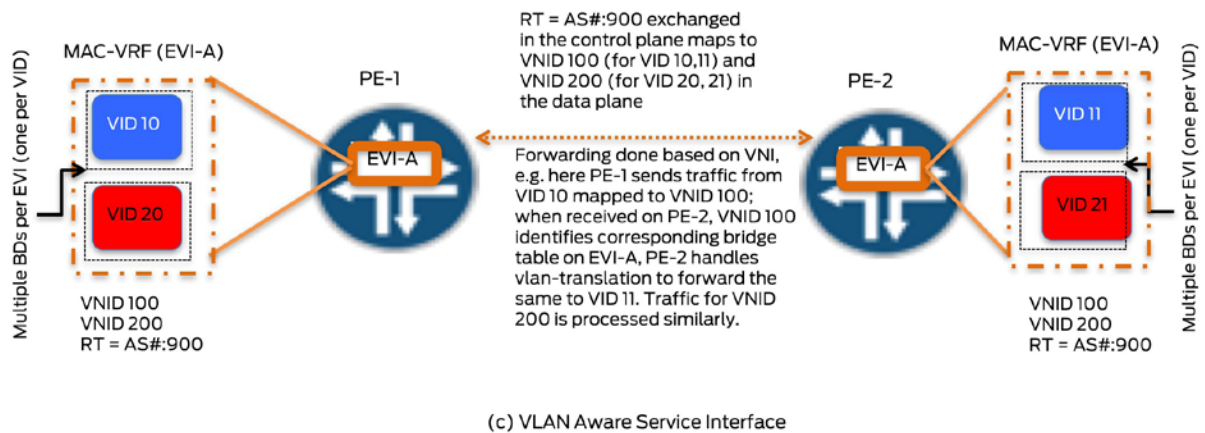 Multiple BDs per EVI (one per VID)
MAC-VRF (EVI-A)
VID 10
VID 20
VNID 100
VNID 200
RT = AS#:900
PE-1
EVI-A
RT = AS#:900 exchanged
in the control plane maps to
VNID 100 (for VID 10,11) and
VNID 200 (for VID 20, 21) in
the data plane
Forwarding done based on VNI,
e.g. here PE-1 sends traffic from
VID 10 mapped to VNID 100;
when received on PE-2, VNID 100
identifies corresponding bridge
table on EVI-A, PE-2 handles
vlan-translation to forward the
same to VID 11. Traffic for VNID
200 is processed similarly.
PE-2
EVI-A
MAC-VRF (EVI-A)
VID 11
VID 21
VNID 100
VNID 200
RT = AS#:900
Multiple BDs per EVI (one per VID)
(c) VLAN Aware Service Interface